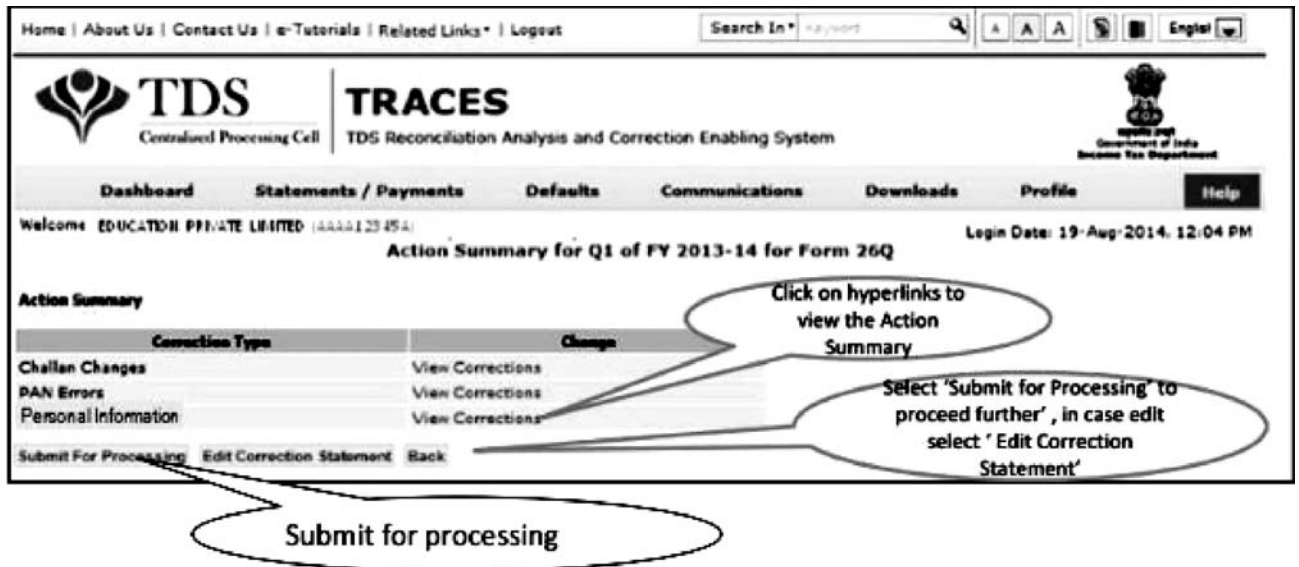 Home | About Us | Contact Us | e-Tutorials | Related Links | Logout Search In A A A
TDS
Centralized Processing Cell
TRACES
TDS Reconciliation Analysis and Correction Enabling System
Government of India
Income Tax Department
Dashboard Statements / Payments Defaults Communications Downloads Profile Help
Welcome EDUCATION PRIVATE LIMITED
Login Date: 19-Aug-2014, 12:04 PM
Action Summary for Q1 of FY 2013-14 for Form 26Q
Action Summary
Click on hyperlinks to
view the Action
Summary
Correction Type Change
Challan Changes View Corrections
PAN Errors View Corrections
Personal Information View Corrections
Select 'Submit for Processing' to
proceed further' , in case edit
select ' Edit Correction
Statement'
Submit For Processing Edit Correction Statement Back
Submit for processing